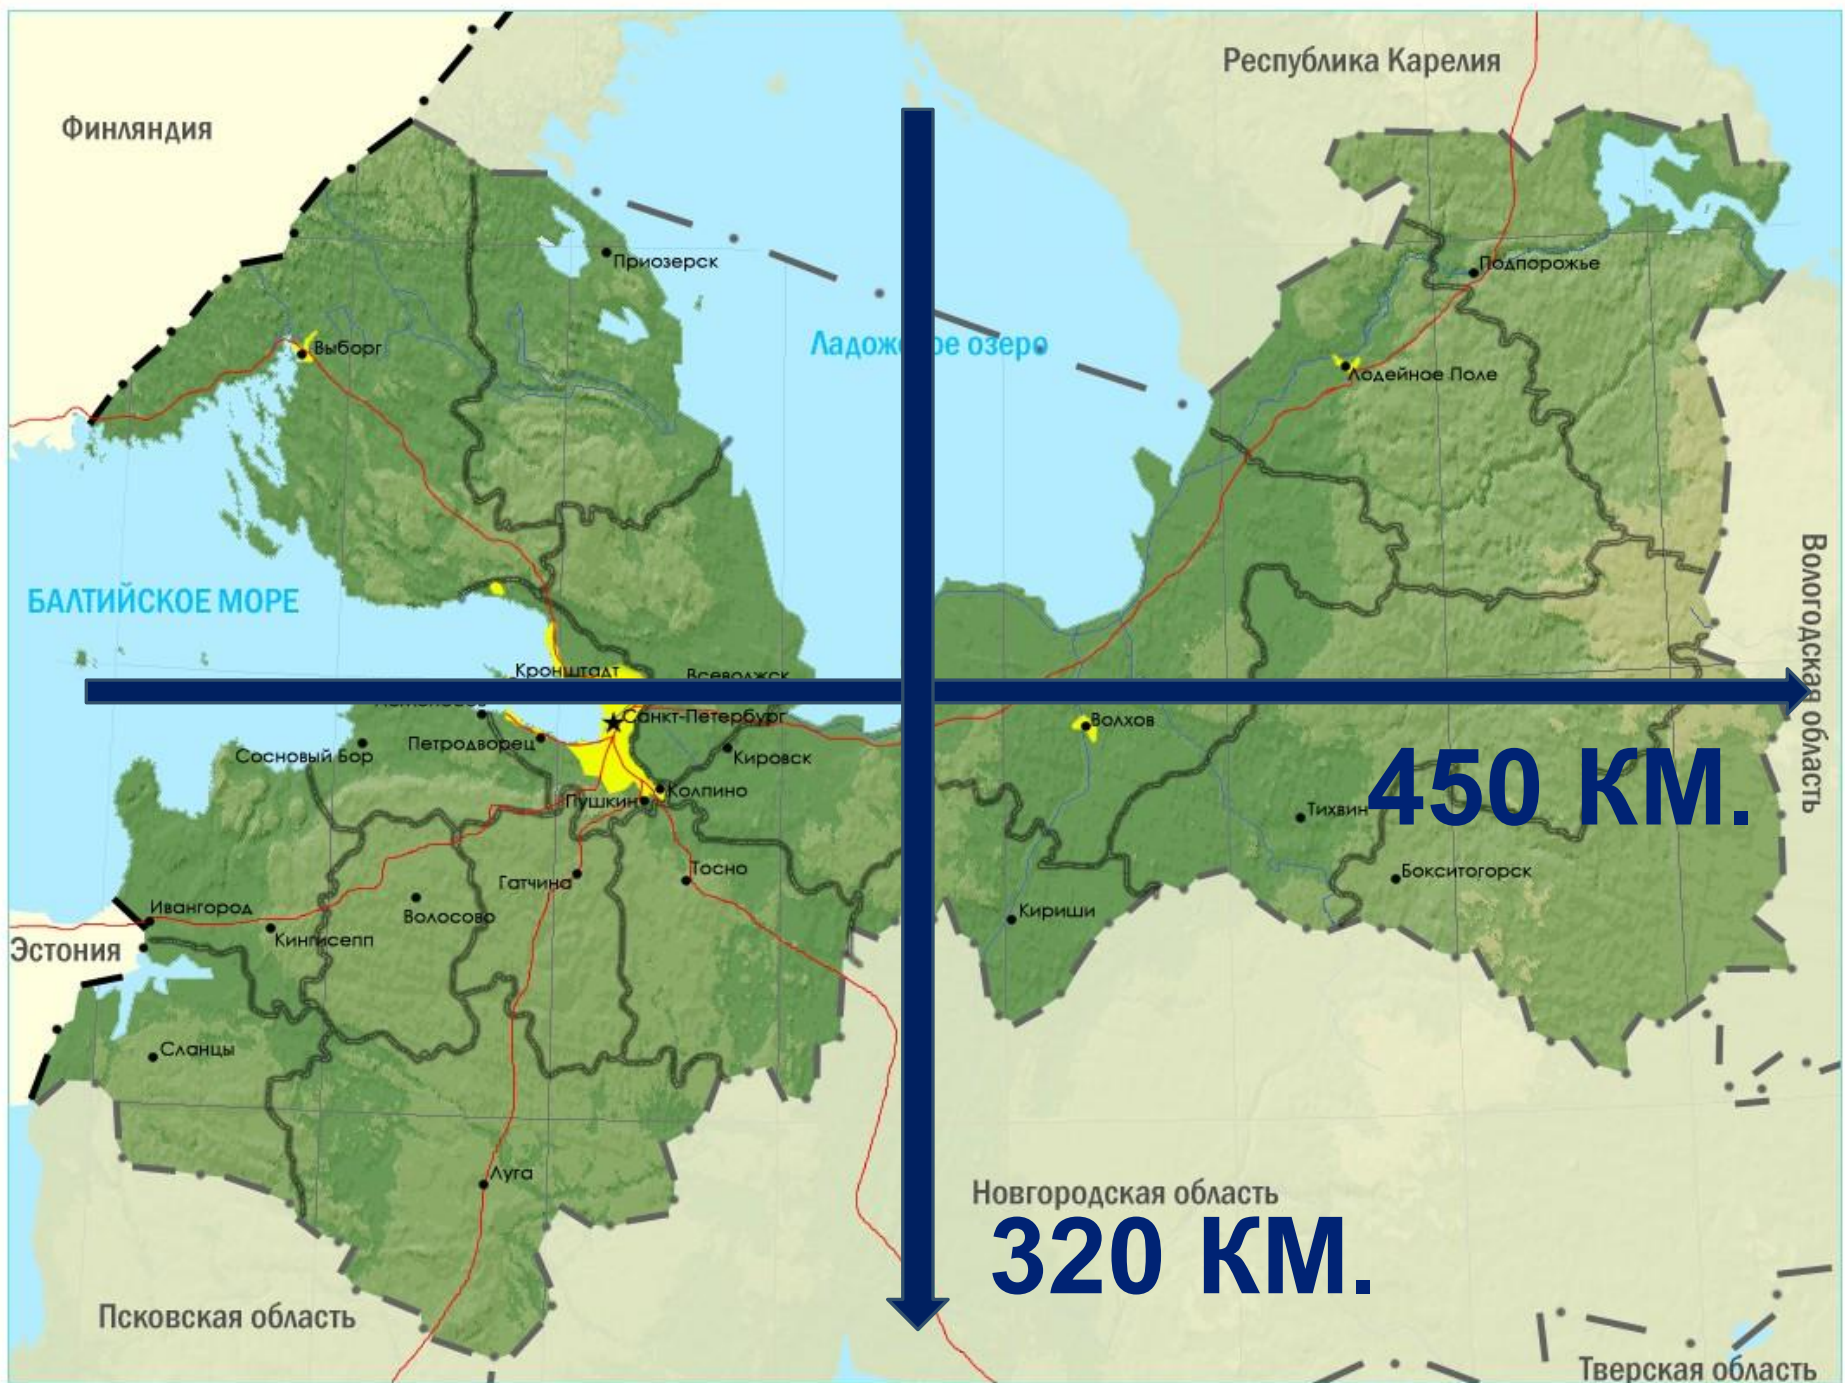 Республика Карелия
Финляндия
Приозерск
Подпорожье
Выборг
Ладожское озеро
Лодейное Поле
БАЛТИЙСКОЕ МОРЕ
Вологодская область
Кронштадт
Всеволжск
Санкт-Петербург
Волхов
Петродворец
Сосновый Бор
Кировск
450 КМ.
Колпино
Пушкин
Тихвин
Тосно
Гатчина
Бокситогорск
Ивангород
Волосово
Кириши
Кингисепп
Эстония
Сланцы
Луга
Новгородская область
320 КМ.
Псковская область
Тверская область